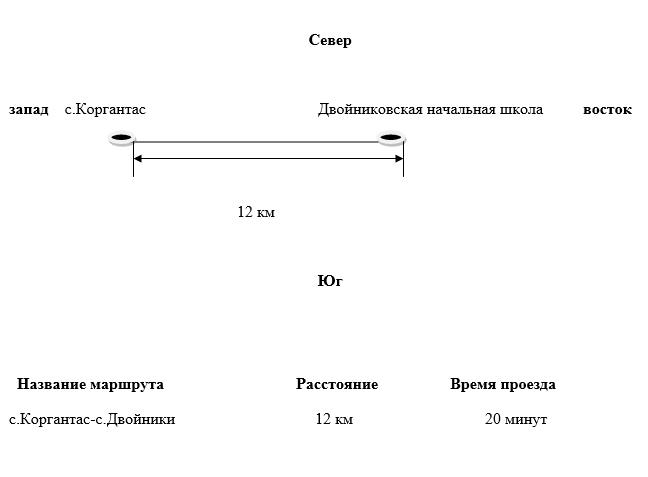 Север
запад с.Коргантас Двойниковская начальная школа восток
12 км
Юг
Название маршрута Расстояние Время проезда
с.Коргантас-с.Двойники 12 км 20 минут